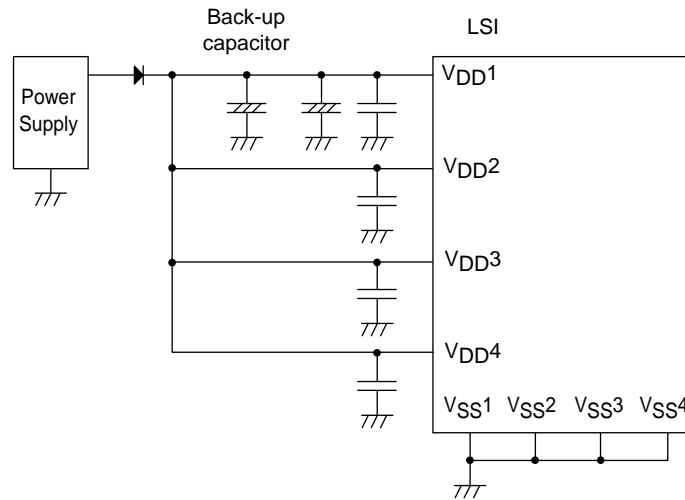 Back-up
capacitor
LSI
Power
Supply
VDD1
VDD2
VDD3
VDD4
VSS1 VSS2 VSS3 VSS4